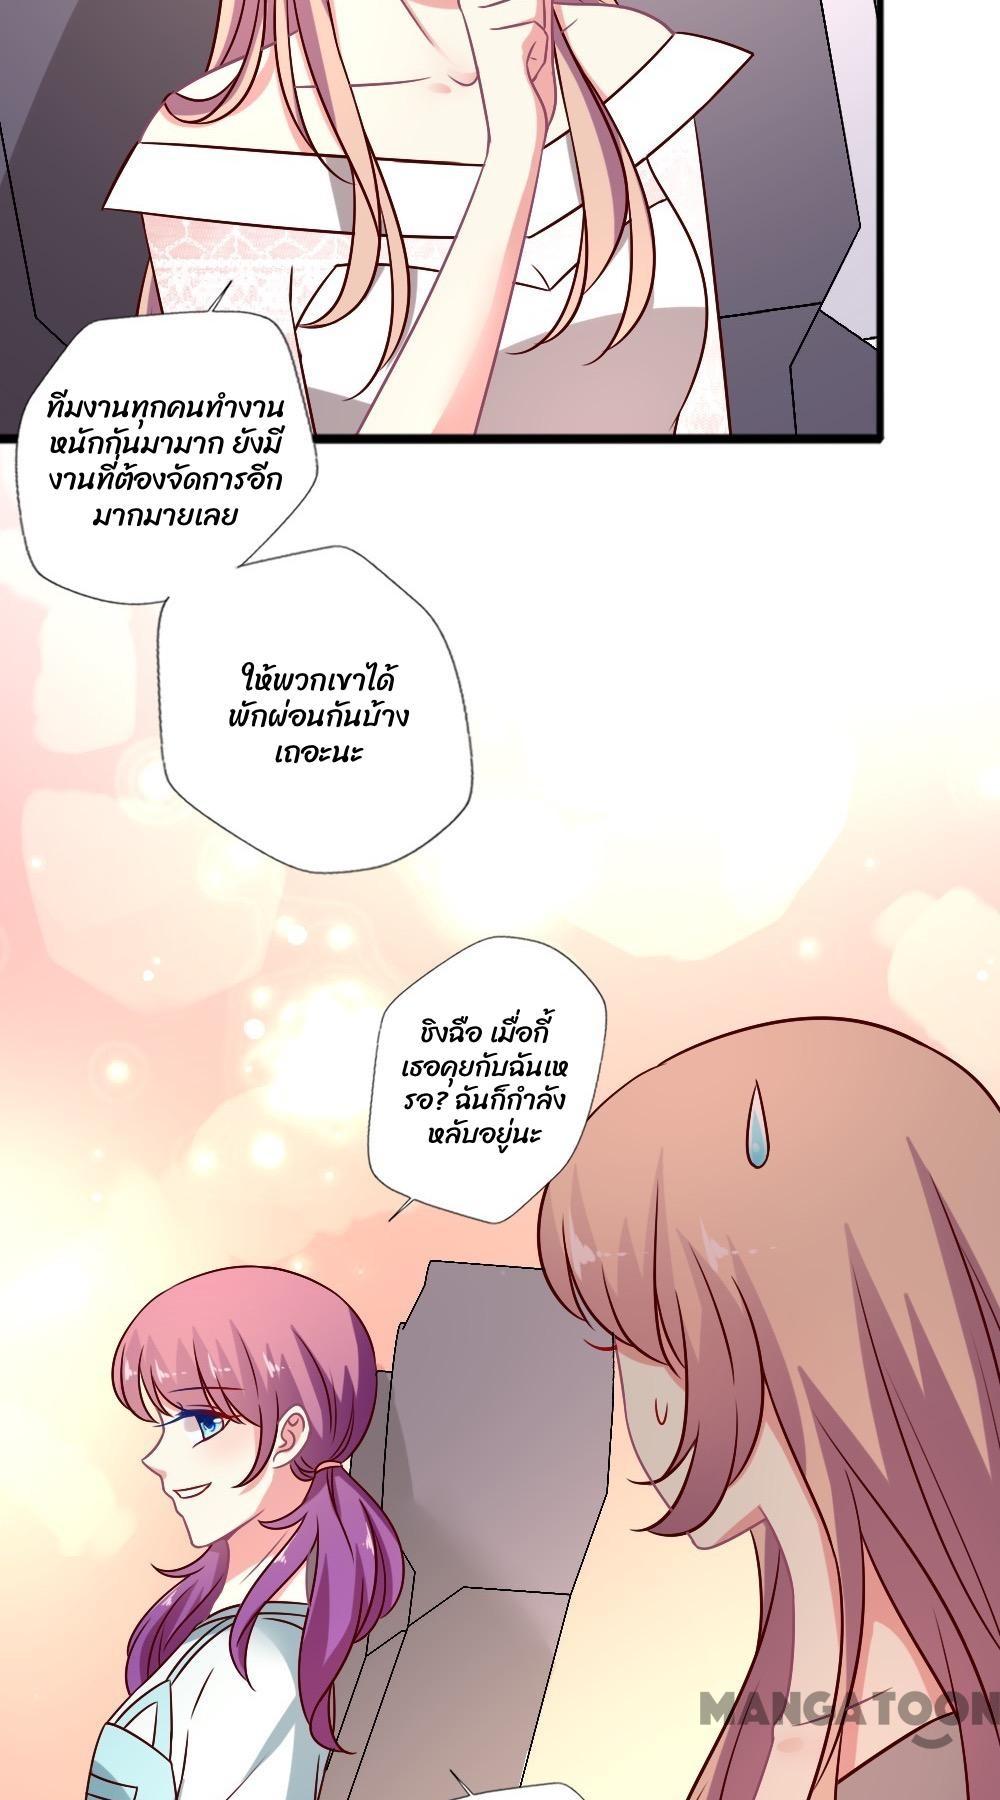 ทีมงานทุกคนทำงาน
หนักกันมามาก ยังมี
งานที่ต้องจัดการอีก
มากมายเลย
ให้พวกเขาได้
พักผ่อนกันบ้าง
เถอะนะ
ชิงฉือ เมื่อกี้
เธอคุยกับฉันเห
รอ? ฉันก็กำลัง
หลับอยู่นะ
MANGATOON